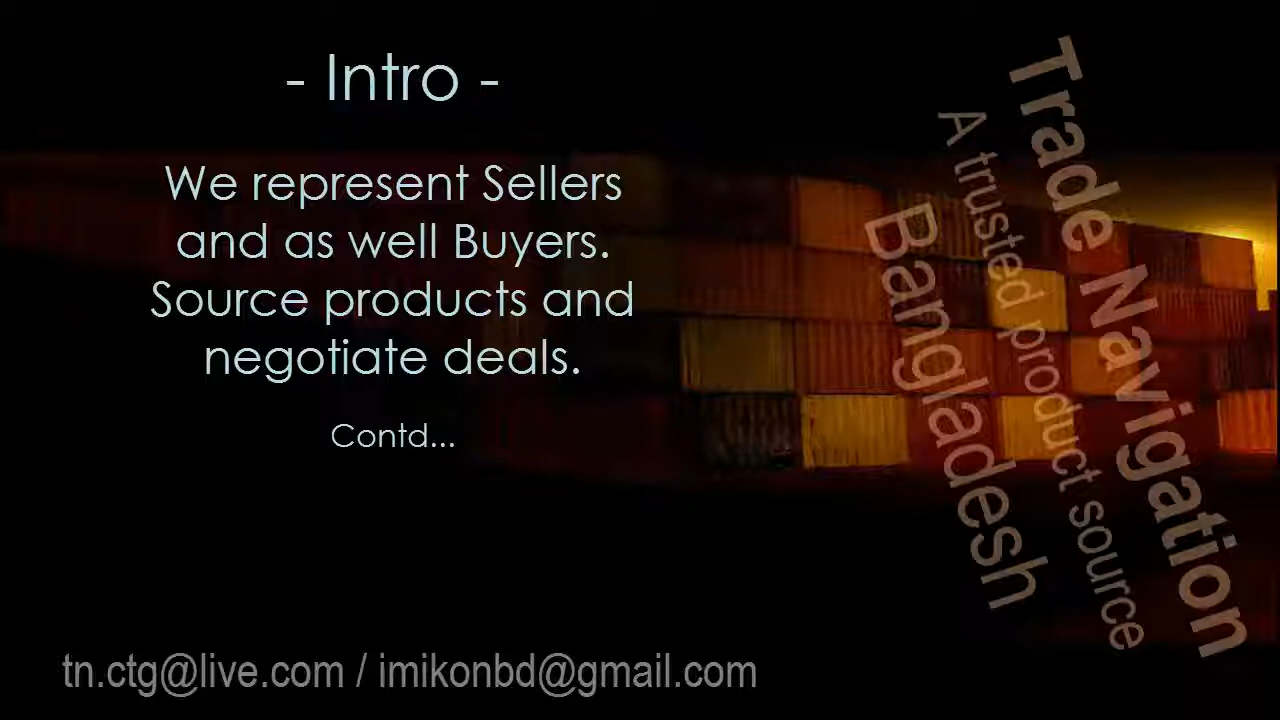 - Intro -
We represent Sellers
and as well Buyers.
Source products and
negotiate deals.
Contd...
Trade Navigation
A trusted product source
Bangladesh
tn.ctg@live.com / imikonbd@gmail.com